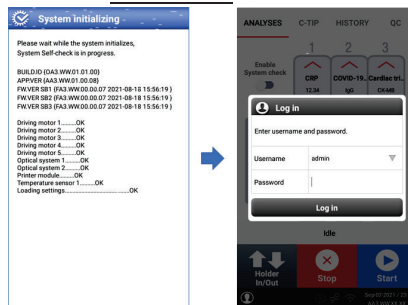 System initializing
Please wait while the system initializes,
System Self-check is in progress.
BUILD.ID {OA3.WW.01.01.00}
APP.VER {AA3.WW.01.00.08}
FW.VER SB1 {FA3.WW.00.00.07 2021-08-18 15:56:19 }
FW.VER SB2 {FA3.WW.00.00.07 2021-08-18 15:56:19 }
FW.VER SB3 {FA3.WW.00.00.07 2021-08-18 15:56:19 }
Driving motor 1.........OK
Driving motor 2.........OK
Driving motor 3.........OK
Driving motor 4.........OK
Driving motor 5.........OK
Optical system 1.........OK
Optical system 2.........OK
Printer module.........OK
Temperature sensor 1.........OK
Loading settings..............................OK
ANALYSES C-TIP HISTORY QC
1 2 3
Enable
System check
CRP COVID-19.. Cardiac tri..
12.34 IgG CK-MB
Log in
Enter username and password.
Username admin
Password
Log in
Idle
Holder
In/Out
Stop
Start